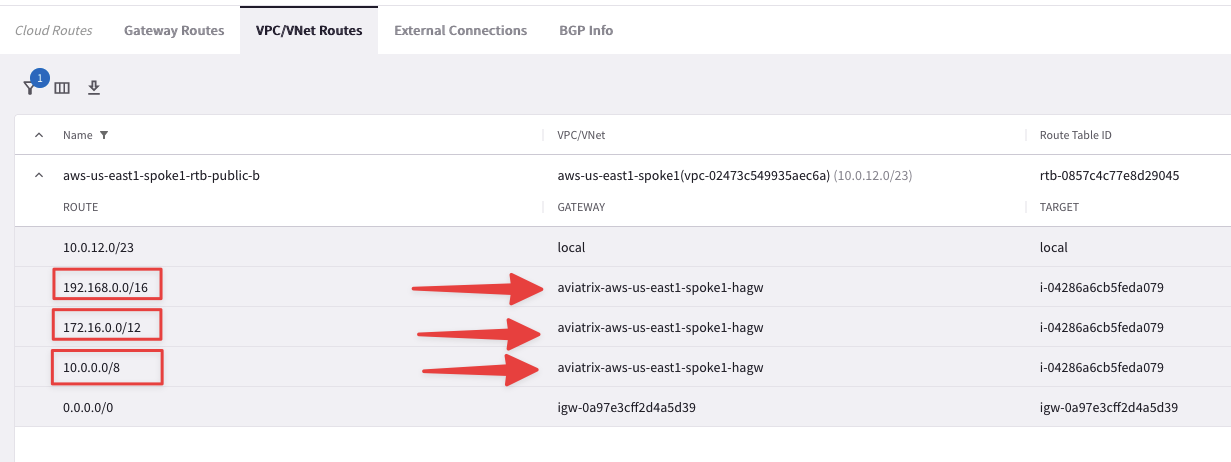 Cloud Routes Gateway Routes VPC/VNet Routes External Connections BGP Info
1
Name VPC/VNet Route Table ID
aws-us-east1-spoke1-rtb-public-b aws-us-east1-spoke1(vpc-02473c549935aec6a) (10.0.12.0/23) rtb-0857c4c77e8d29045
ROUTE GATEWAY TARGET
10.0.12.0/23 local local
192.168.0.0/16 aviatrix-aws-us-east1-spoke1-hagw i-04286a6cb5feda079
172.16.0.0/12 aviatrix-aws-us-east1-spoke1-hagw i-04286a6cb5feda079
10.0.0.0/8 aviatrix-aws-us-east1-spoke1-hagw i-04286a6cb5feda079
0.0.0.0/0 igw-0a97e3cff2d4a5d39 igw-0a97e3cff2d4a5d39